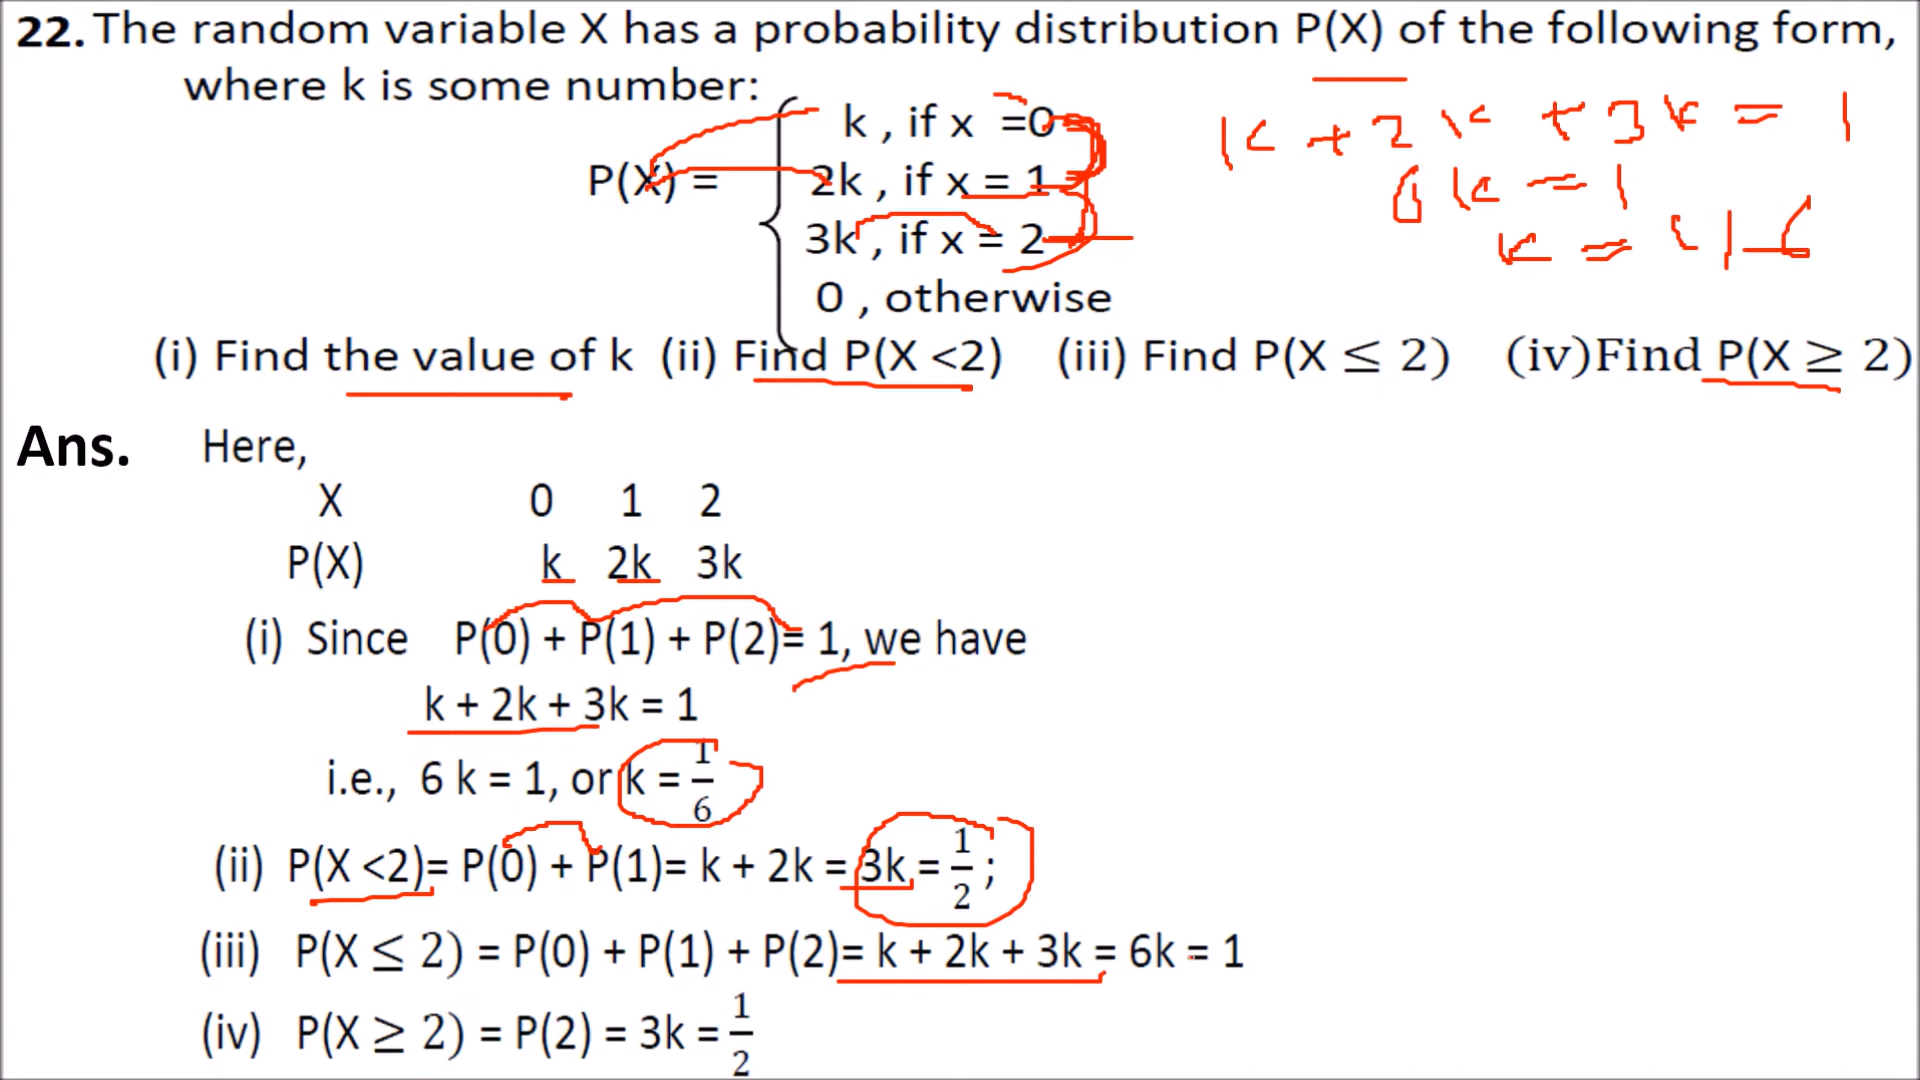 22. The random variable X has a probability distribution P(X) of the following form,
where k is some number:
k , if x =0
P(X) = 2k , if x = 1
3k , if x = 2
0 , otherwise
k + 2k + 3k = 1
6k = 1
k = 1/6
(i) Find the value of k (ii) Find P(X <2) (iii) Find P(X ≤ 2) (iv)Find P(X ≥ 2)
Ans. Here,
X 0 1 2
P(X) k 2k 3k
(i) Since P(0) + P(1) + P(2)= 1, we have
k + 2k + 3k = 1
i.e., 6 k = 1, or k = 1/6
(ii) P(X <2)= P(0) + P(1)= k + 2k = 3k = 1/2 ;
(iii) P(X ≤ 2) = P(0) + P(1) + P(2)= k + 2k + 3k = 6k = 1
(iv) P(X ≥ 2) = P(2) = 3k = 1/2